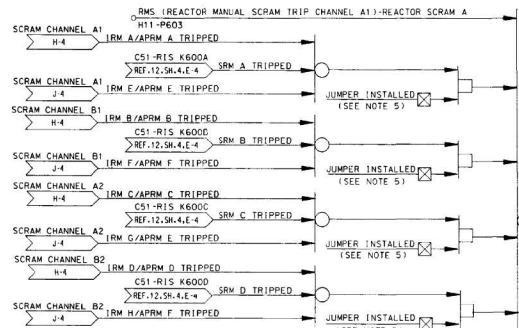 RMS (REACTOR MANUAL SCRAM TRIP CHANNEL A1)-REACTOR SCRAM A
H11-P603
SCRAM CHANNEL A1
H-4
IRM A/APRM A TRIPPED
C51-RIS K600A
REF.12.SH.4,E-4
SRM A TRIPPED
SCRAM CHANNEL A1
J-4
IRM E/APRM E TRIPPED
JUMPER INSTALLED
(SEE NOTE 5)
SCRAM CHANNEL B1
H-4
IRM B/APRM B TRIPPED
C51-RIS K600B
REF.12.SH.4,E-4
SRM B TRIPPED
SCRAM CHANNEL B1
J-4
IRM F/APRM F TRIPPED
JUMPER INSTALLED
(SEE NOTE 5)
SCRAM CHANNEL A2
H-4
IRM C/APRM C TRIPPED
C51-RIS K600C
REF.12.SH.4,E-4
SRM C TRIPPED
SCRAM CHANNEL A2
J-4
IRM G/APRM E TRIPPED
JUMPER INSTALLED
(SEE NOTE 5)
SCRAM CHANNEL B2
H-4
IRM D/APRM D TRIPPED
C51-RIS K600D
REF.12.SH.4,E-4
SRM D TRIPPED
SCRAM CHANNEL B2
J-4
IRM H/APRM F TRIPPED
JUMPER INSTALLED